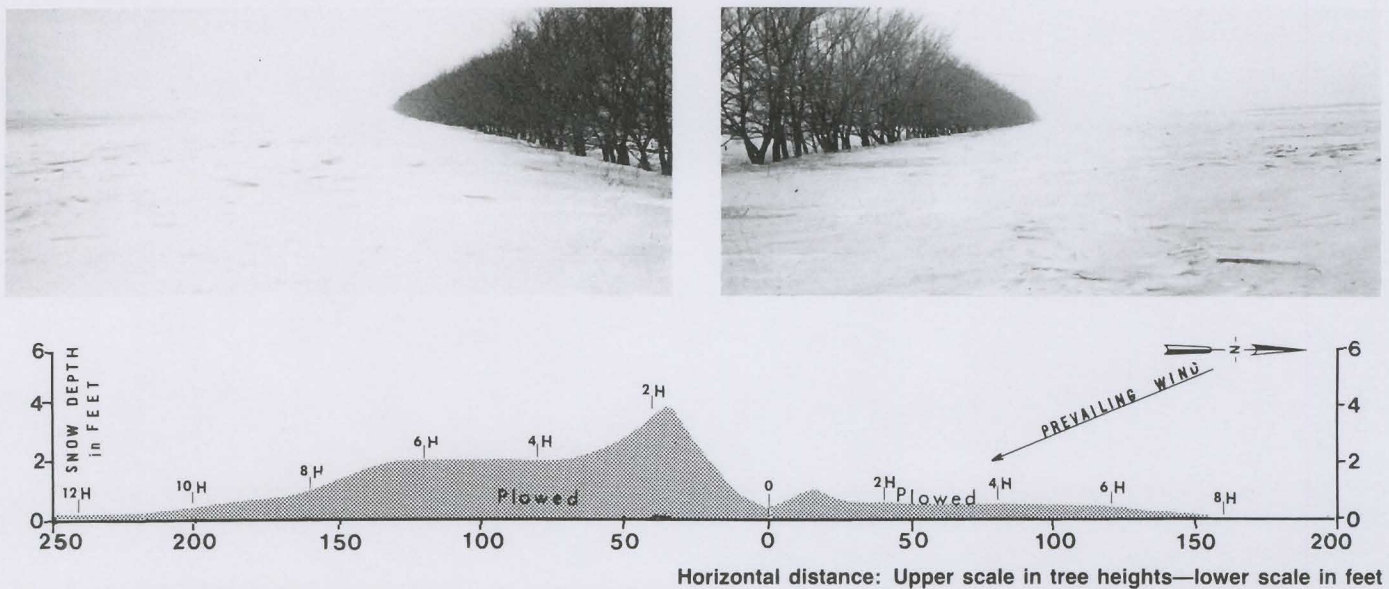 6
SNOW DEPTH
in FEET
4
2
0
12H
10H
8H
6H
4H
2H
0
2H
4H
6H
8H
Plowed
Plowed
PREVAILING WIND
N
6
4
2
0
250
200
150
100
50
0
50
100
150
200
Horizontal distance: Upper scale in tree heights—lower scale in feet